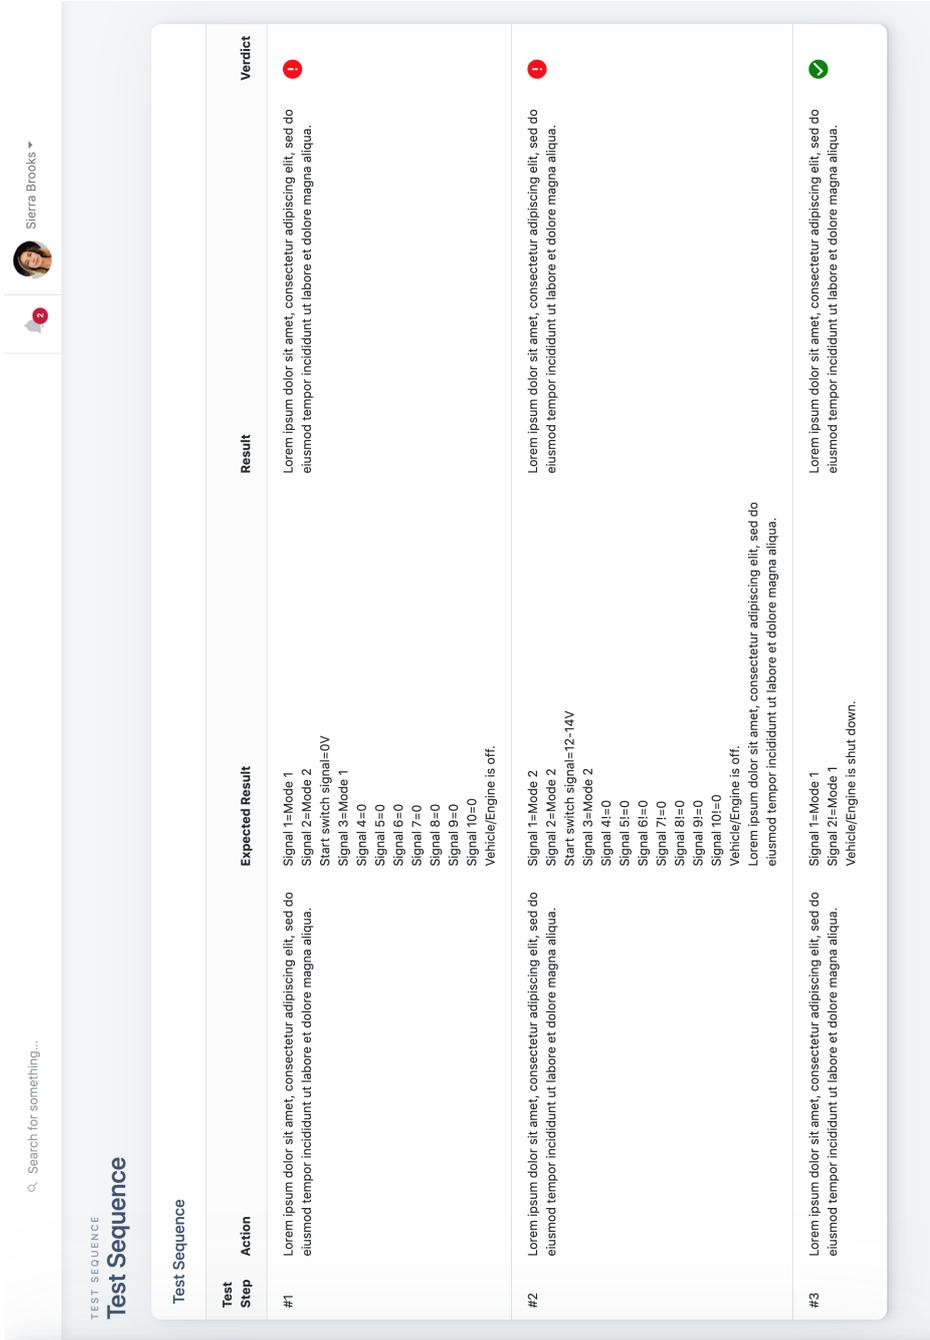 Search for something...
2
Sierra Brooks
TEST SEQUENCE
Test Sequence
Test Sequence
Test
Step
Action
Expected Result
Result
Verdict
#1
Lorem ipsum dolor sit amet, consectetur adipiscing elit, sed do
eiusmod tempor incididunt ut labore et dolore magna aliqua.
Signal 1=Mode 1
Signal 2=Mode 2
Start switch signal=0V
Signal 3=Mode 1
Signal 4=0
Signal 5=0
Signal 6=0
Signal 7=0
Signal 8=0
Signal 9=0
Signal 10=0
Vehicle/Engine is off.
Lorem ipsum dolor sit amet, consectetur adipiscing elit, sed do
eiusmod tempor incididunt ut labore et dolore magna aliqua.
#2
Lorem ipsum dolor sit amet, consectetur adipiscing elit, sed do
eiusmod tempor incididunt ut labore et dolore magna aliqua.
Signal 1=Mode 2
Signal 2=Mode 2
Start switch signal=12-14V
Signal 3=Mode 2
Signal 4!=0
Signal 5!=0
Signal 6!=0
Signal 7!=0
Signal 8!=0
Signal 9!=0
Signal 10!=0
Vehicle/Engine is off.
Lorem ipsum dolor sit amet, consectetur adipiscing elit, sed do
eiusmod tempor incididunt ut labore et dolore magna aliqua.
Lorem ipsum dolor sit amet, consectetur adipiscing elit, sed do
eiusmod tempor incididunt ut labore et dolore magna aliqua.
#3
Lorem ipsum dolor sit amet, consectetur adipiscing elit, sed do
eiusmod tempor incididunt ut labore et dolore magna aliqua.
Signal 1=Mode 1
Signal 2!=Mode 1
Vehicle/Engine is shut down.
Lorem ipsum dolor sit amet, consectetur adipiscing elit, sed do
eiusmod tempor incididunt ut labore et dolore magna aliqua.